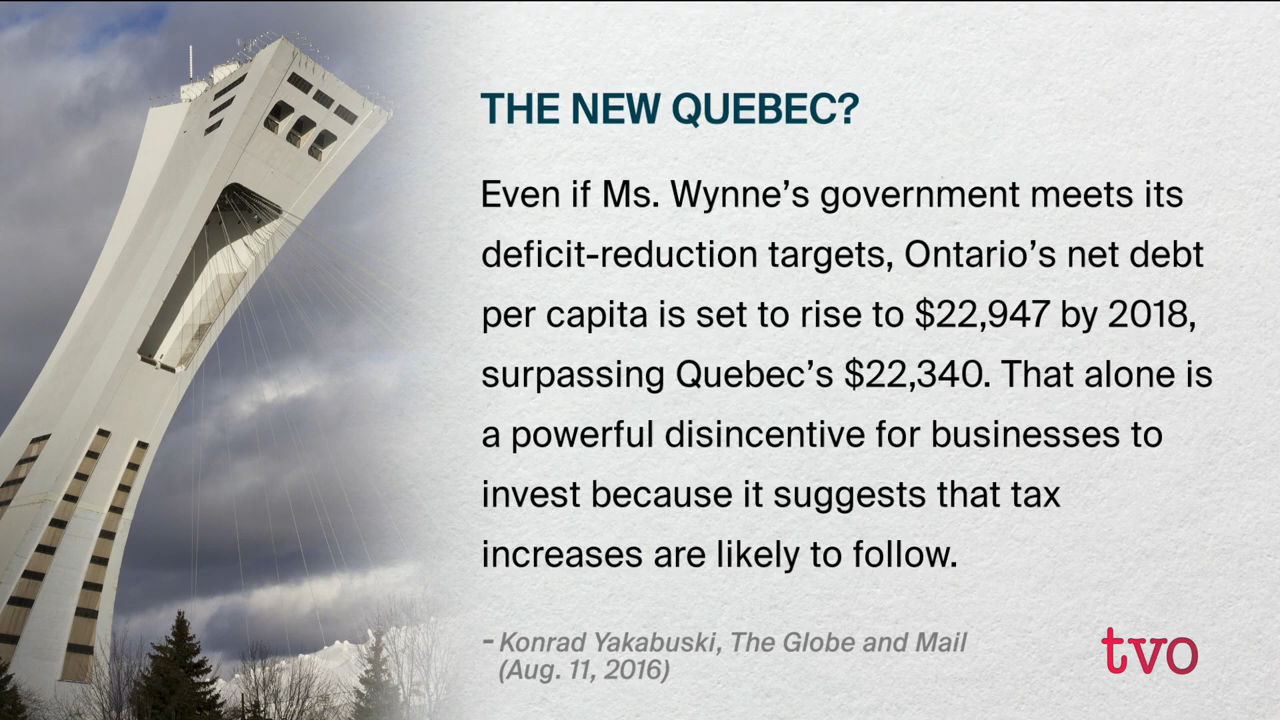 THE NEW QUEBEC?
Even if Ms. Wynne’s government meets its
deficit-reduction targets, Ontario’s net debt
per capita is set to rise to $22,947 by 2018,
surpassing Quebec’s $22,340. That alone is
a powerful disincentive for businesses to
invest because it suggests that tax
increases are likely to follow.
- Konrad Yakabuski, The Globe and Mail
(Aug. 11, 2016)
tvo